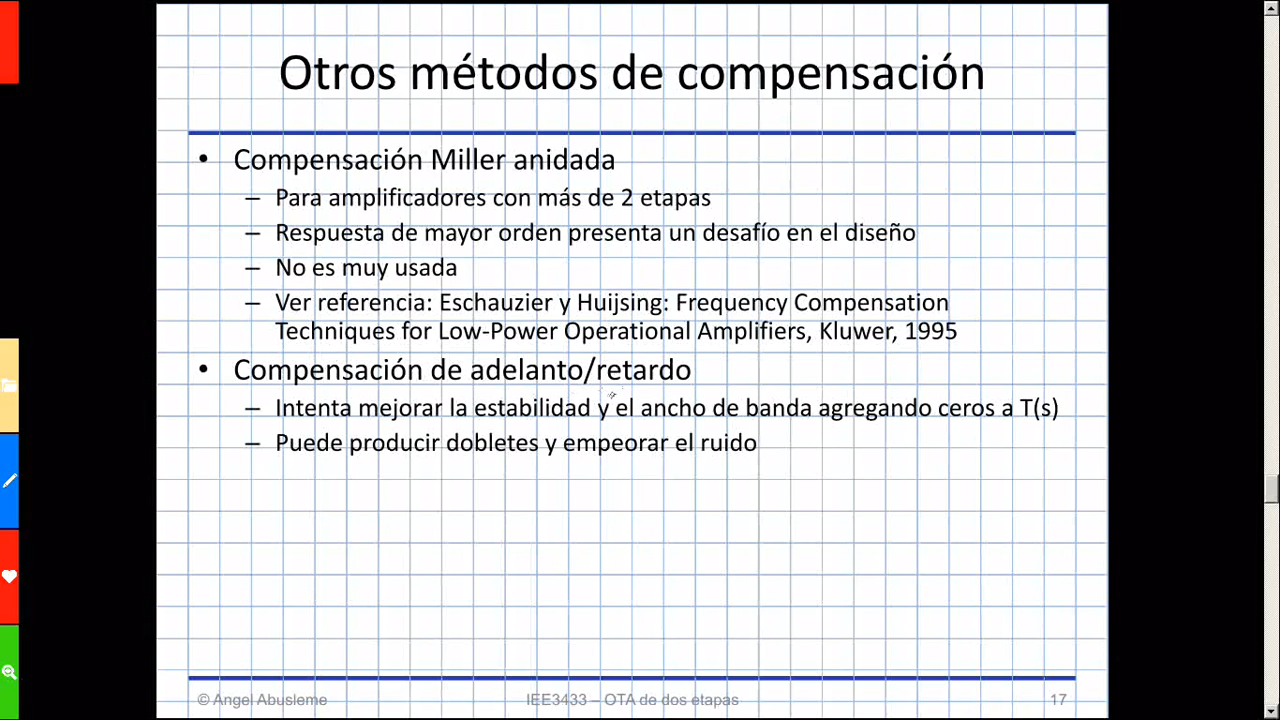 Otros métodos de compensación
• Compensación Miller anidada
– Para amplificadores con más de 2 etapas
– Respuesta de mayor orden presenta un desafío en el diseño
– No es muy usada
– Ver referencia: Eschauzier y Huijsing: Frequency Compensation
Techniques for Low-Power Operational Amplifiers, Kluwer, 1995
• Compensación de adelanto/retardo
– Intenta mejorar la estabilidad y el ancho de banda agregando ceros a T(s)
– Puede producir dobletes y empeorar el ruido
© Angel Abusleme IEE3433 – OTA de dos etapas 17